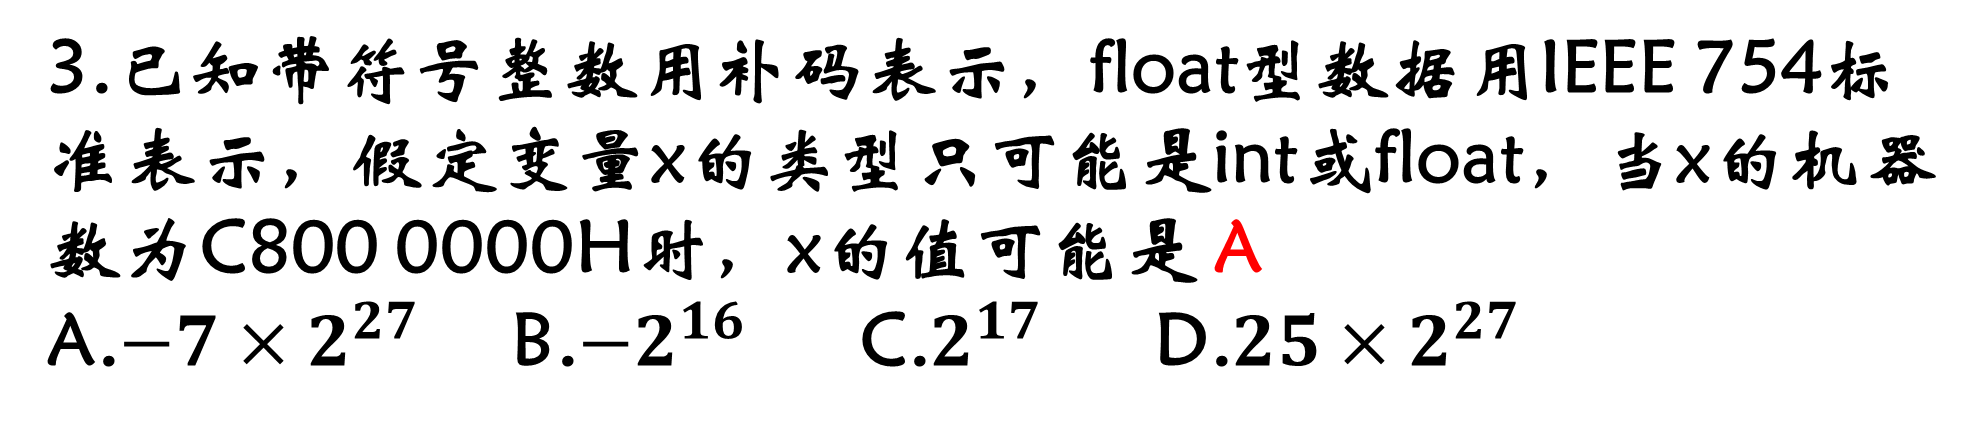 3.已知带符号整数用补码表示，float型数据用IEEE 754标
准表示，假定变量x的类型只可能是int或float，当x的机器
数为C800 0000H时，x的值可能是 A
A.−7 × 2²⁷ B.−2¹⁶ C.2¹⁷ D.25 × 2²⁷